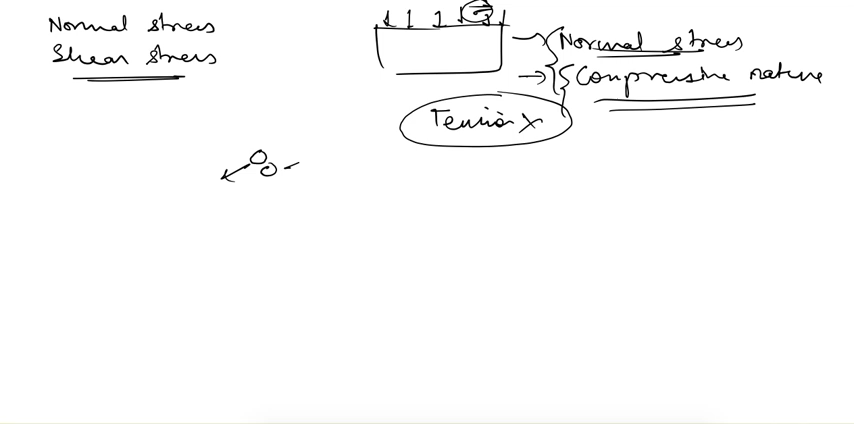 Normal stress
Shear stress
Normal stress
Compressive nature
Tension X